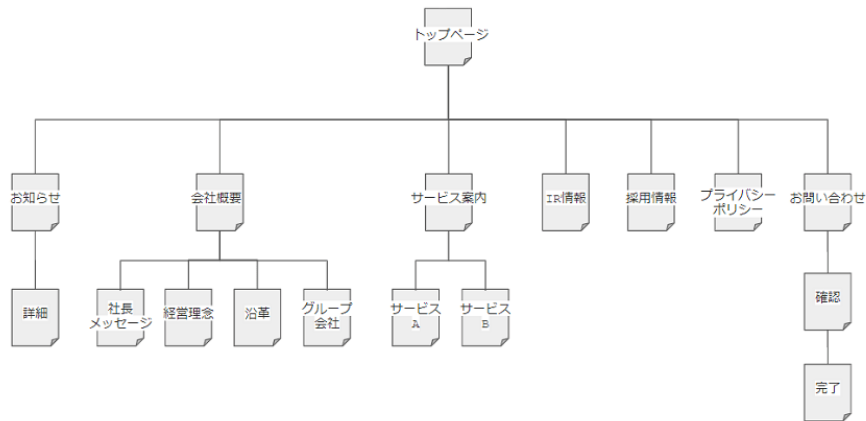 トップページ
お知らせ
会社概要
サービス案内
IR情報
採用情報
プライバシー
ポリシー
お問い合わせ
詳細
社長
メッセージ
経営理念
沿革
グループ
会社
サービス
A
サービス
B
確認
完了